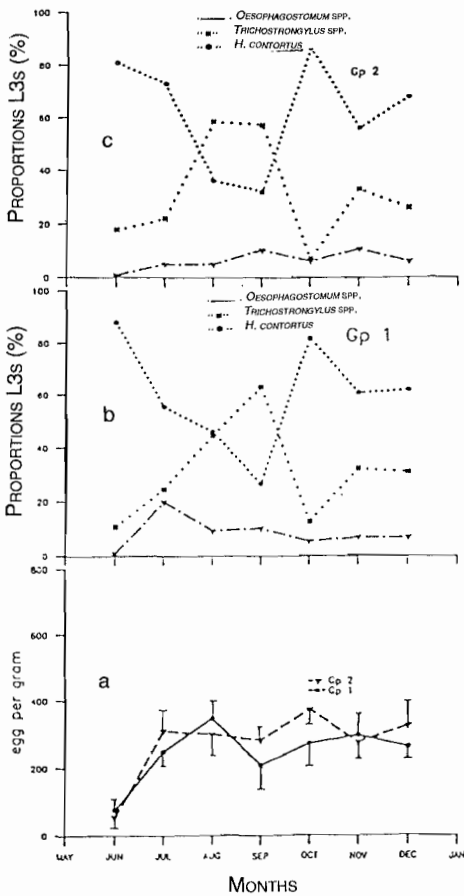 OESOPHAGOSTOMUM SPP.
TRICHOSTRONGYLUS SPP.
H. CONTORTUS
Gp 2
PROPORTIONS L3s (%)
100
80
60
40
20
0
c
OESOPHAGOSTOMUM SPP.
TRICHOSTRONGYLUS SPP.
H. CONTORTUS
Gp 1
PROPORTIONS L3s (%)
100
80
60
40
20
0
b
egg per gram
800
600
400
200
0
a
Gp 2
Gp 1
MAY JUN JUL AUG SEP OCT NOV DEC JAN
MONTHS